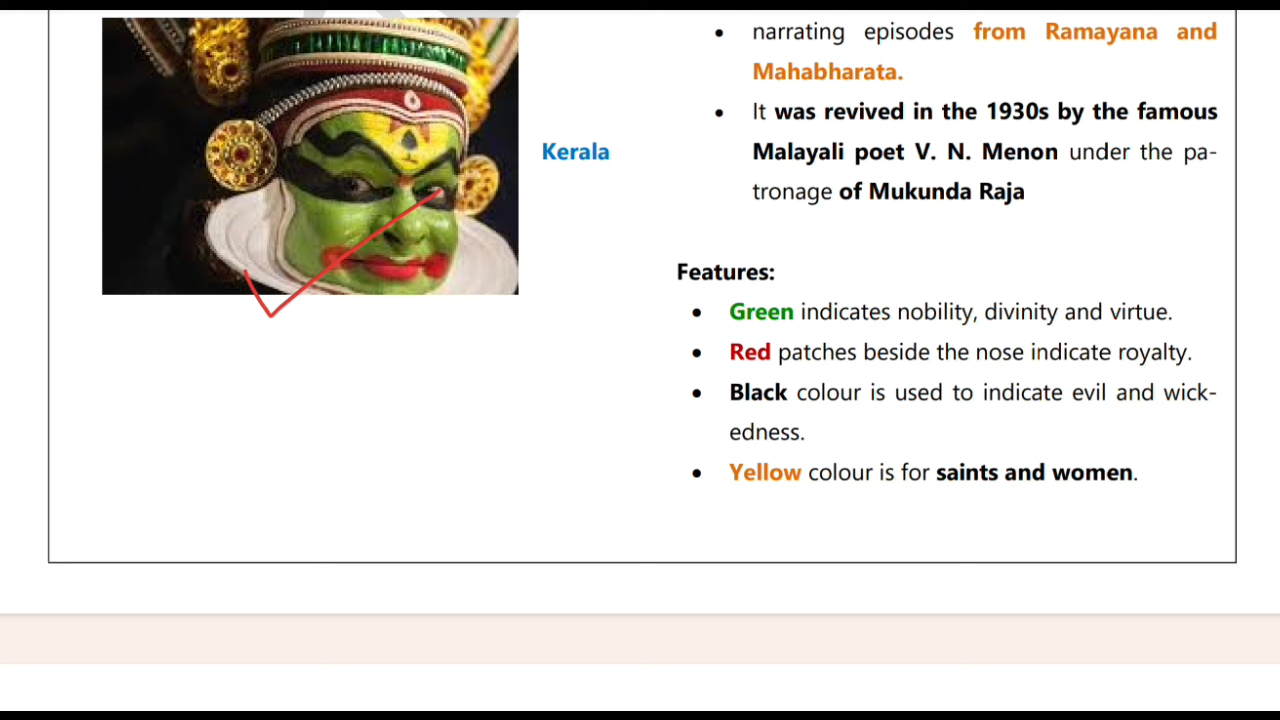 • narrating episodes from Ramayana and
Mahabharata.
• It was revived in the 1930s by the famous
Kerala
Malayali poet V. N. Menon under the pa-
tronage of Mukunda Raja
Features:
• Green indicates nobility, divinity and virtue.
• Red patches beside the nose indicate royalty.
• Black colour is used to indicate evil and wick-
edness.
• Yellow colour is for saints and women.